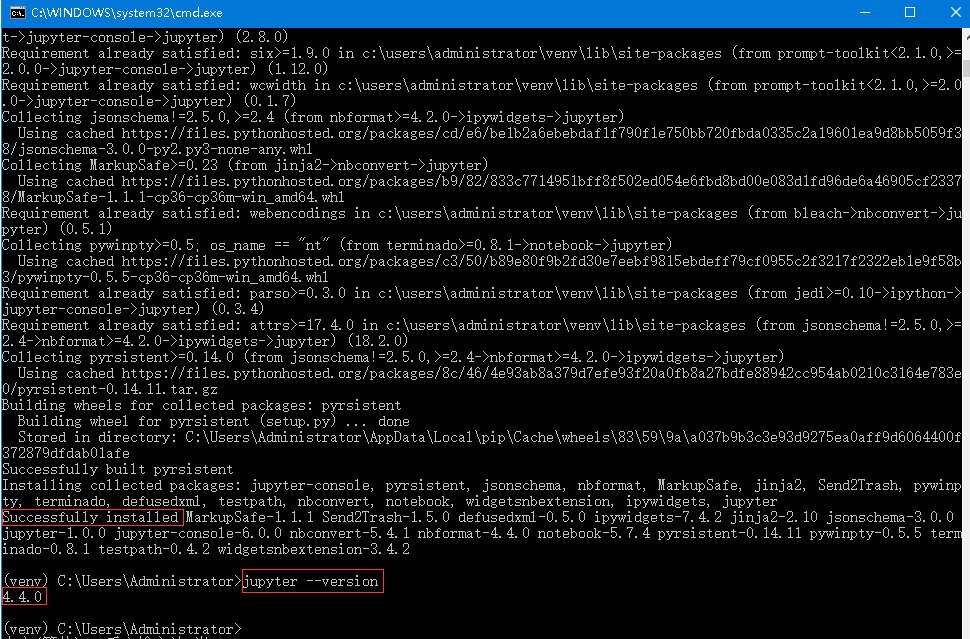 C:\WINDOWS\system32\cmd.exe
t->jupyter-console->jupyter) (2.8.0)
Requirement already satisfied: six>=1.9.0 in c:\users\administrator\venv\lib\site-packages (from prompt-toolkit<2.1.0,>=
2.0.0->jupyter-console->jupyter) (1.12.0)
Requirement already satisfied: wcwidth in c:\users\administrator\venv\lib\site-packages (from prompt-toolkit<2.1.0,>=2.0
.0->jupyter-console->jupyter) (0.1.7)
Collecting jsonschema!=2.5.0,>=2.4 (from nbformat>=4.2.0->ipywidgets->jupyter)
  Using cached https://files.pythonhosted.org/packages/cd/e6/be1b2a6ebebdaf1f790f1e750bb720fbda0335c2a19601ea9d8bb5059f3
8/jsonschema-3.0.0-py2.py3-none-any.whl
Collecting MarkupSafe>=0.23 (from jinja2->nbconvert->jupyter)
  Using cached https://files.pythonhosted.org/packages/b9/82/833c7714951bff8f502ed054e6fbd8bd00e083d1fd96de6a46905cf2337
8/MarkupSafe-1.1.1-cp36-cp36m-win_amd64.whl
Requirement already satisfied: webencodings in c:\users\administrator\venv\lib\site-packages (from bleach->nbconvert->ju
pyter) (0.5.1)
Collecting pywinpty>=0.5; os_name == "nt" (from terminado>=0.8.1->notebook->jupyter)
  Using cached https://files.pythonhosted.org/packages/c3/50/b89e80f9b2fd30e7eebf9815ebdeff79cf0955c2f3217f2322eb1e9f58b
3/pywinpty-0.5.5-cp36-cp36m-win_amd64.whl
Requirement already satisfied: parso>=0.3.0 in c:\users\administrator\venv\lib\site-packages (from jedi>=0.10->ipython->
jupyter-console->jupyter) (0.3.4)
Requirement already satisfied: attrs>=17.4.0 in c:\users\administrator\venv\lib\site-packages (from jsonschema!=2.5.0,>=
2.4->nbformat>=4.2.0->ipywidgets->jupyter) (18.2.0)
Collecting pyrsistent>=0.14.0 (from jsonschema!=2.5.0,>=2.4->nbformat>=4.2.0->ipywidgets->jupyter)
  Using cached https://files.pythonhosted.org/packages/8c/46/4e93ab8a379d7efe93f20a0fb8a27bdfe88942cc954ab0210c3164e783e
0/pyrsistent-0.14.11.tar.gz
Building wheels for collected packages: pyrsistent
  Building wheel for pyrsistent (setup.py) ... done
  Stored in directory: C:\Users\Administrator\AppData\Local\pip\Cache\wheels\83\59\9a\a037b9b3c3e93d9275ea0aff9d6064400f
372879dfdab01afe
Successfully built pyrsistent
Installing collected packages: jupyter-console, pyrsistent, jsonschema, nbformat, MarkupSafe, jinja2, Send2Trash, pywinp
ty, terminado, defusedxml, testpath, nbconvert, notebook, widgetsnbextension, ipywidgets, jupyter
Successfully installed MarkupSafe-1.1.1 Send2Trash-1.5.0 defusedxml-0.5.0 ipywidgets-7.4.2 jinja2-2.10 jsonschema-3.0.0
jupyter-1.0.0 jupyter-console-6.0.0 nbconvert-5.4.1 nbformat-4.4.0 notebook-5.7.4 pyrsistent-0.14.11 pywinpty-0.5.5 term
inado-0.8.1 testpath-0.4.2 widgetsnbextension-3.4.2
(venv) C:\Users\Administrator>jupyter --version
4.4.0
(venv) C:\Users\Administrator>